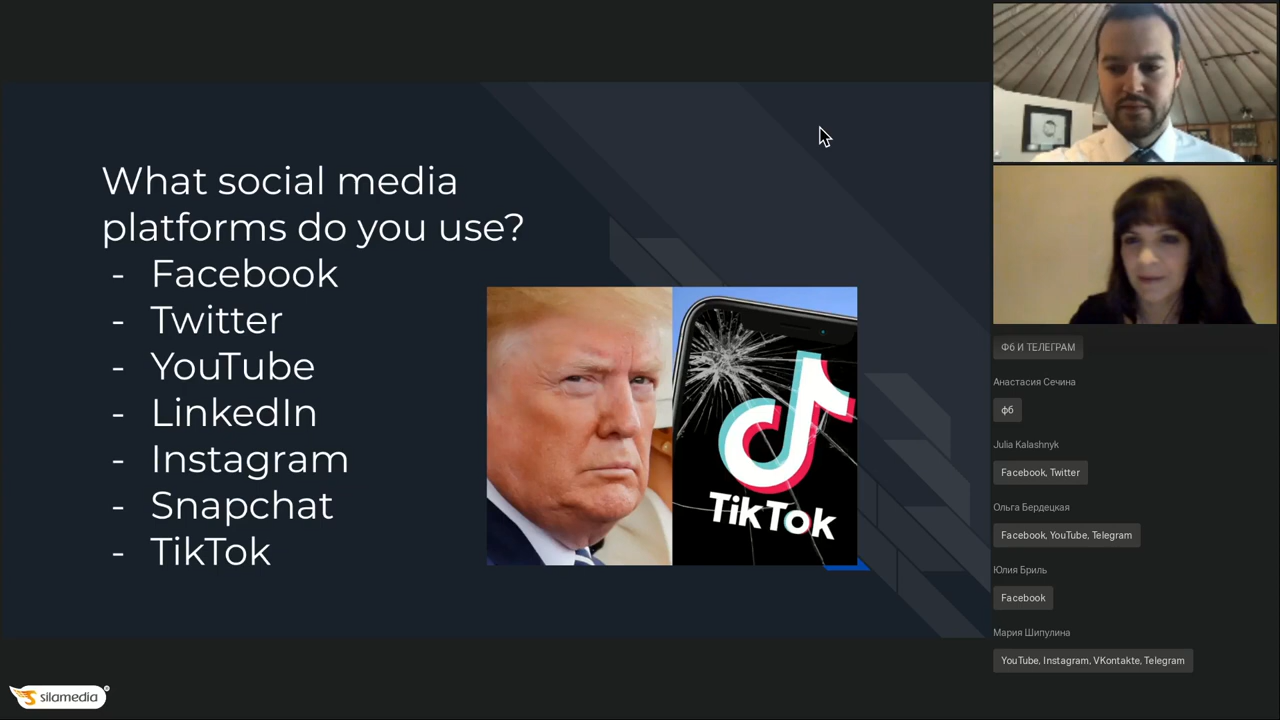 What social media
platforms do you use?
- Facebook
- Twitter
- YouTube
- LinkedIn
- Instagram
- Snapchat
- TikTok
TikTok
ФБ И ТЕЛЕГРАМ
Анастасия Сечина
фб
Julia Kalashnyk
Facebook, Twitter
Ольга Бердецкая
Facebook, YouTube, Telegram
Юлия Бриль
Facebook
Мария Шипулина
YouTube, Instagram, VKontakte, Telegram
silamedia